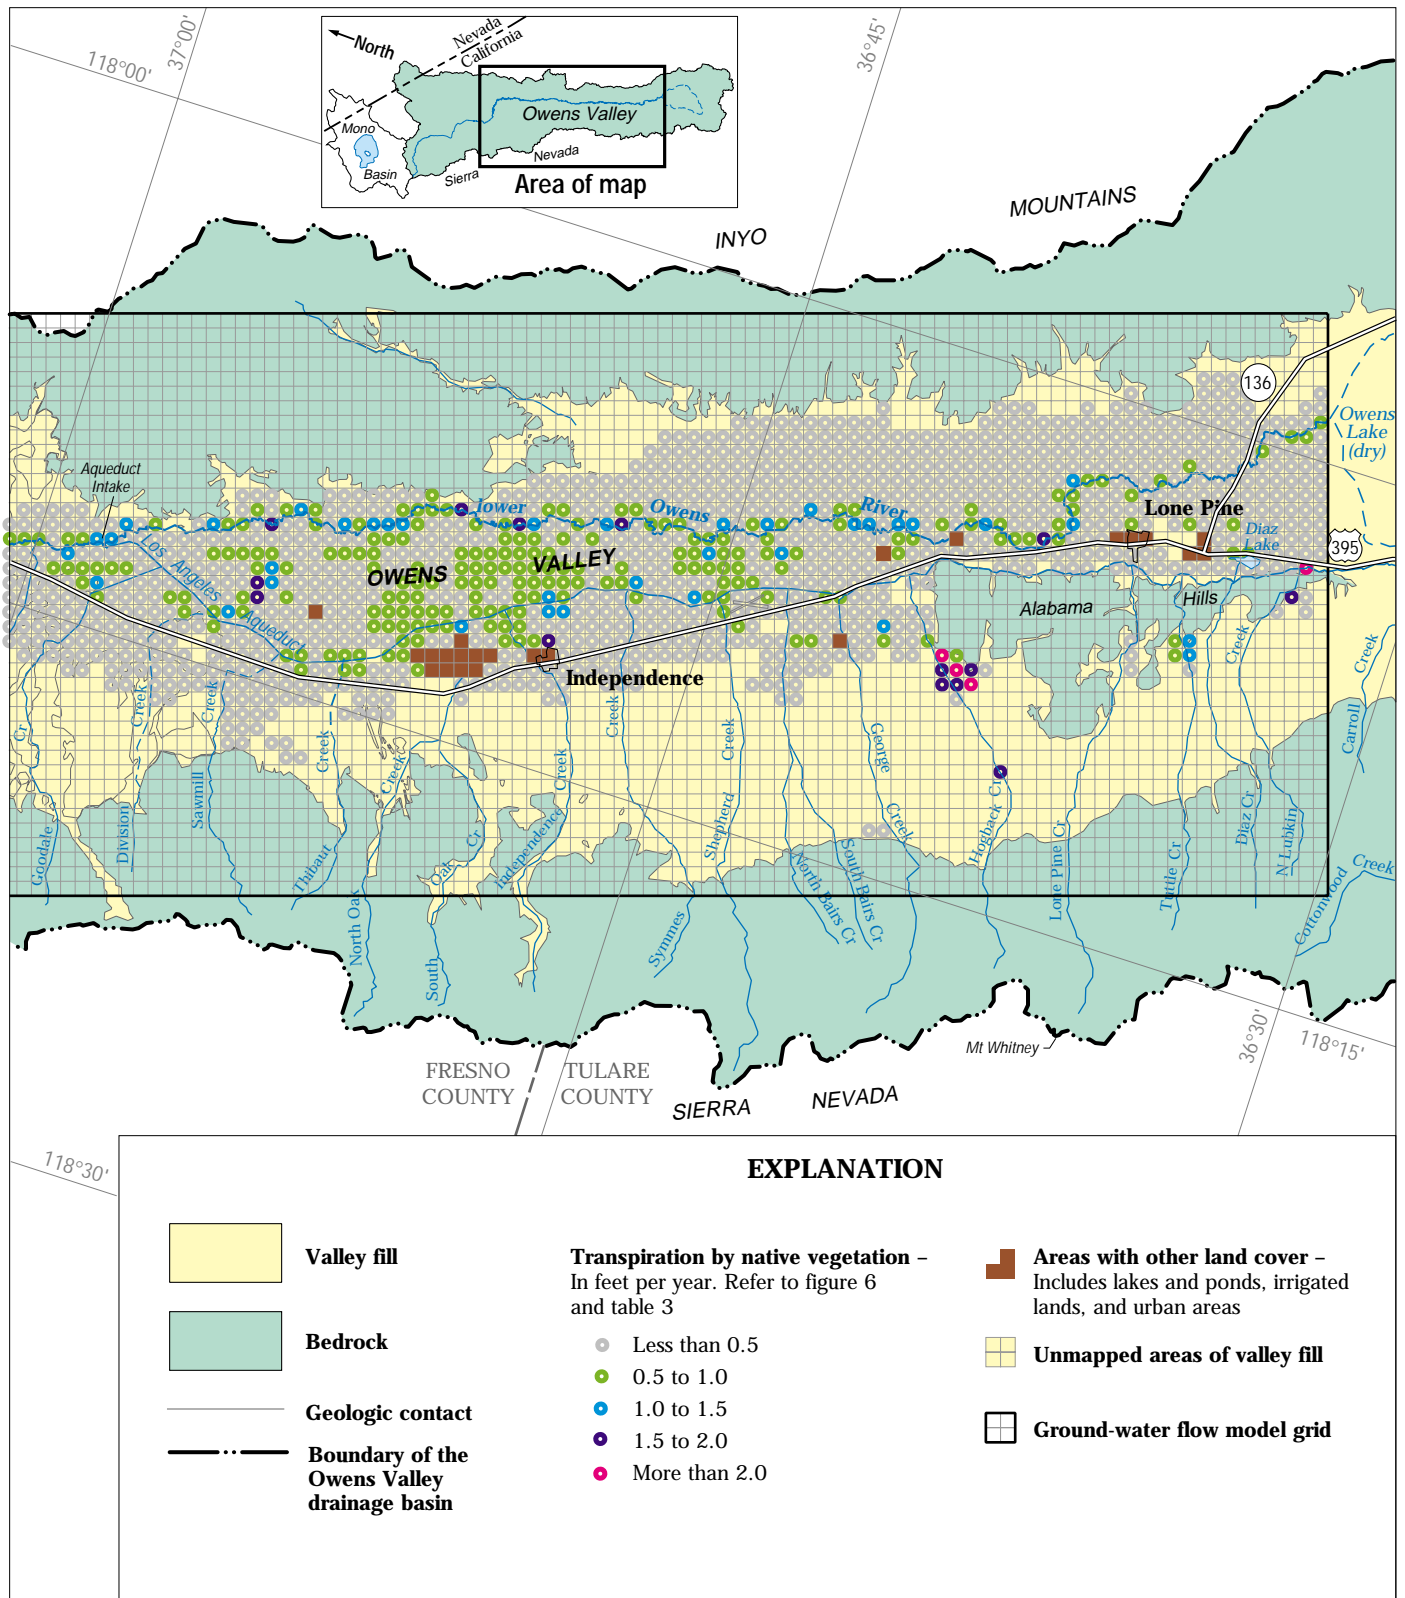 37°00'
118°00'
36°45'
North
Nevada
California
Mono
Basin
Owens Valley
Sierra
Nevada
Area of map
INYO
MOUNTAINS
136
Owens
Lake
(dry)
Aqueduct
Intake
lower
Owens
River
Lone Pine
Diaz
Lake
395
Los
Angeles
Aqueduct
OWENS
VALLEY
Alabama
Hills
Independence
Cr
Goodale
Creek
Division
Creek
Sawmill
Creek
Thibaut
Creek
North Oak
Oak
Cr
South
Creek
Independence
Creek
Symmes
Creek
Shepherd
North Bairs Cr
South Bairs Cr
George
Creek
Hogback Cr
Lone Pine Cr
Tuttle Cr
Creek
Diaz Cr
N Lubkin
Creek
Carroll
Creek
Cottonwood
Mt Whitney
36°30'
118°15'
FRESNO
COUNTY
TULARE
COUNTY
SIERRA
NEVADA
118°30'
EXPLANATION
Valley fill
Bedrock
Geologic contact
Boundary of the
Owens Valley
drainage basin
Transpiration by native vegetation –
In feet per year. Refer to figure 6
and table 3
Less than 0.5
0.5 to 1.0
1.0 to 1.5
1.5 to 2.0
More than 2.0
Areas with other land cover –
Includes lakes and ponds, irrigated
lands, and urban areas
Unmapped areas of valley fill
Ground-water flow model grid